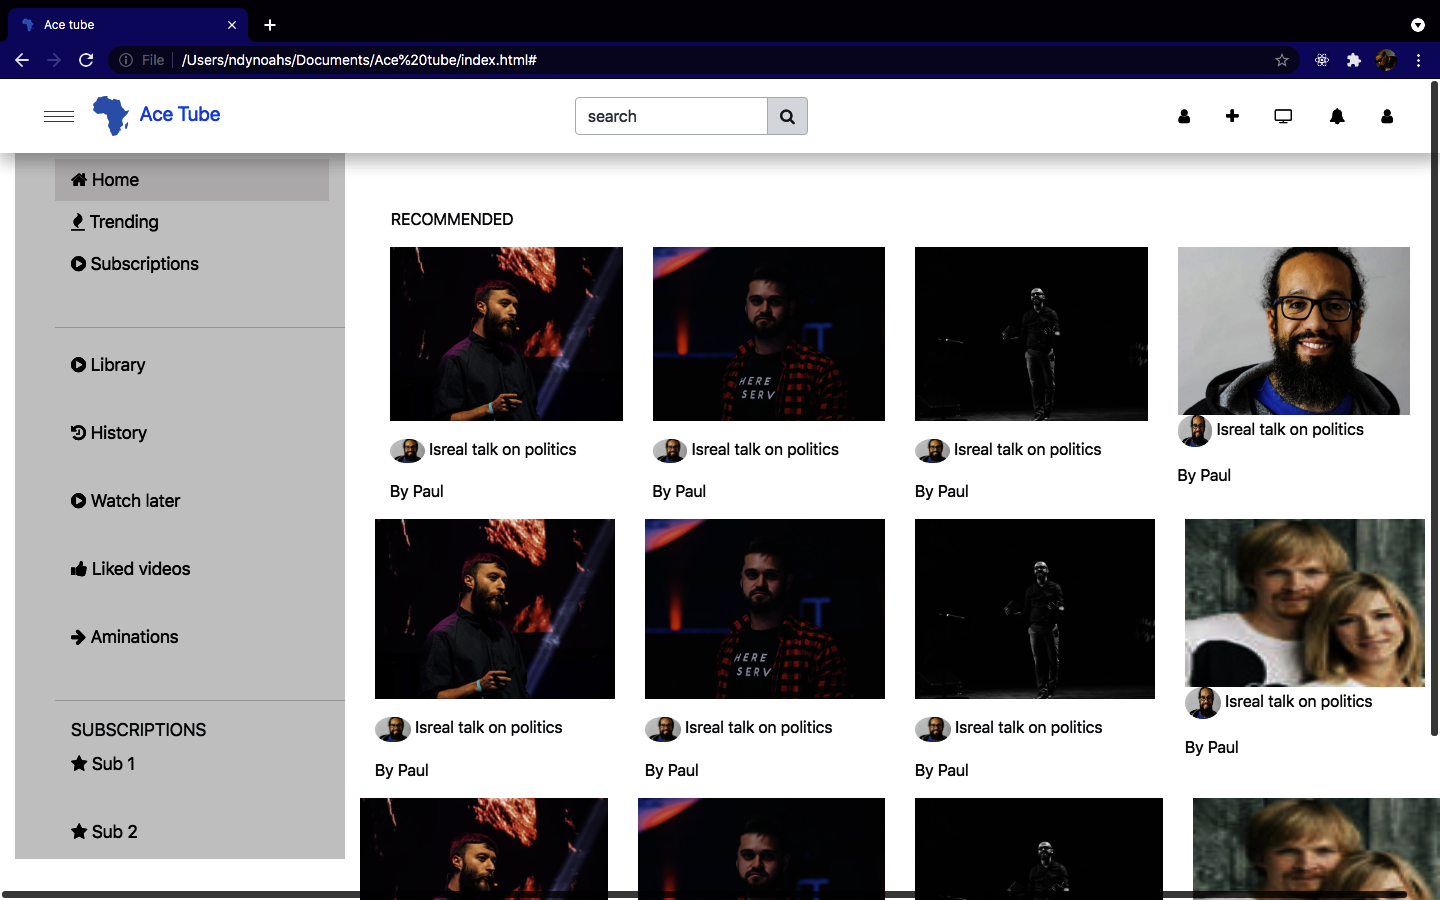 Ace tube
File
/Users/ndynoahs/Documents/Ace%20tube/index.html#
Ace Tube
search
Home
Trending
Subscriptions
Library
History
Watch later
Liked videos
Aminations
SUBSCRIPTIONS
Sub 1
Sub 2
RECOMMENDED
HERE
SERV
Isreal talk on politics
By Paul
Isreal talk on politics
By Paul
Isreal talk on politics
By Paul
Isreal talk on politics
By Paul
HERE
SERV
Isreal talk on politics
By Paul
Isreal talk on politics
By Paul
Isreal talk on politics
By Paul
Isreal talk on politics
By Paul